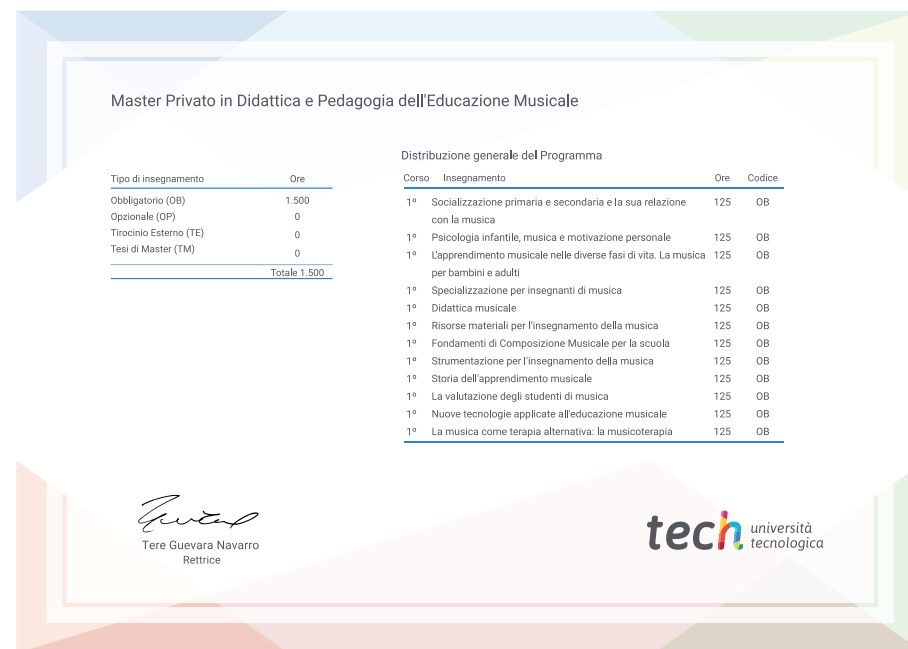 Master Privato in Didattica e Pedagogia dell'Educazione Musicale
Tipo di insegnamento Ore
Obbligatorio (OB) 1.500
Opzionale (OP) 0
Tirocinio Esterno (TE) 0
Tesi di Master (TM) 0
Totale 1.500
Distribuzione generale del Programma
Corso Insegnamento Ore Codice
1º Socializzazione primaria e secondaria e la sua relazione 125 OB
con la musica
1º Psicologia infantile, musica e motivazione personale 125 OB
1º L'apprendimento musicale nelle diverse fasi di vita. La musica 125 OB
per bambini e adulti
1º Specializzazione per insegnanti di musica 125 OB
1º Didattica musicale 125 OB
1º Risorse materiali per l'insegnamento della musica 125 OB
1º Fondamenti di Composizione Musicale per la scuola 125 OB
1º Strumentazione per l'insegnamento della musica 125 OB
1º Storia dell'apprendimento musicale 125 OB
1º La valutazione degli studenti di musica 125 OB
1º Nuove tecnologie applicate all'educazione musicale 125 OB
1º La musica come terapia alternativa: la musicoterapia 125 OB
Tere Guevara Navarro
Rettrice
tech università
tecnologica